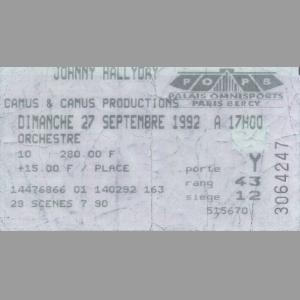 JOHNNY HALLYDAY
POPB
PALAIS OMNISPORTS
PARIS BERCY
CAMUS & CAMUS PRODUCTIONS
DIMANCHE 27 SEPTEMBRE 1992 A 17H00
ORCHESTRE
10 280.00 F
+15.00 F / PLACE
porte Y
rang 43
siege 12
14476866 01 140292 163
515670
29 SCENES 7 90
3064247